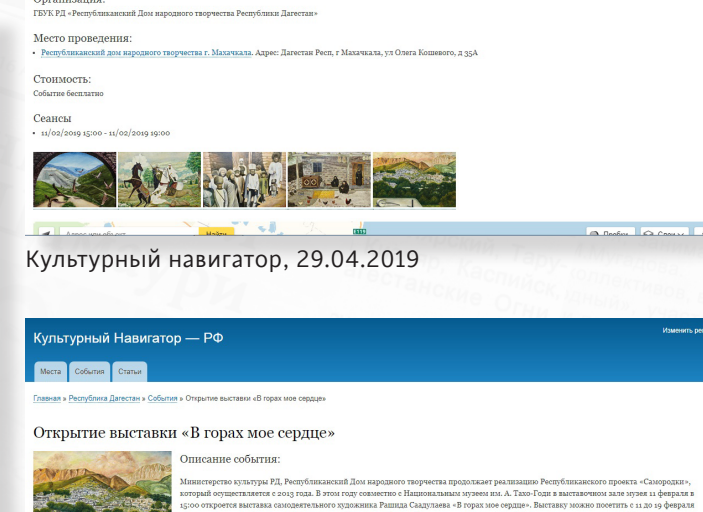 Организация:
ГБУК РД «Республиканский Дом народного творчества Республики Дагестан»
Место проведения:
Республиканский дом народного творчества г. Махачкала. Адрес: Дагестан Респ, г Махачкала, ул Олега Кошевого, д 35А
Стоимость:
Событие бесплатно
Сеансы
11/02/2019 15:00 - 11/02/2019 19:00
Адрес или объект
Найти
Пробки
Слои
Культурный навигатор, 29.04.2019
Культурный Навигатор — РФ
Изменить ре
Места События Статьи
Главная » Республика Дагестан » События » Открытие выставки «В горах мое сердце»
Открытие выставки «В горах мое сердце»
Описание события:
Министерство культуры РД, Республиканский Дом народного творчества продолжает реализацию Республиканского проекта «Самородки»,
который осуществляется с 2013 года. В этом году совместно с Национальным музеем им. А. Тахо-Годи в выставочном зале музея 11 февраля в
15:00 откроется выставка самодеятельного художника Рашида Саадулаева «В горах мое сердце». Выставку можно посетить с 11 до 19 февраля